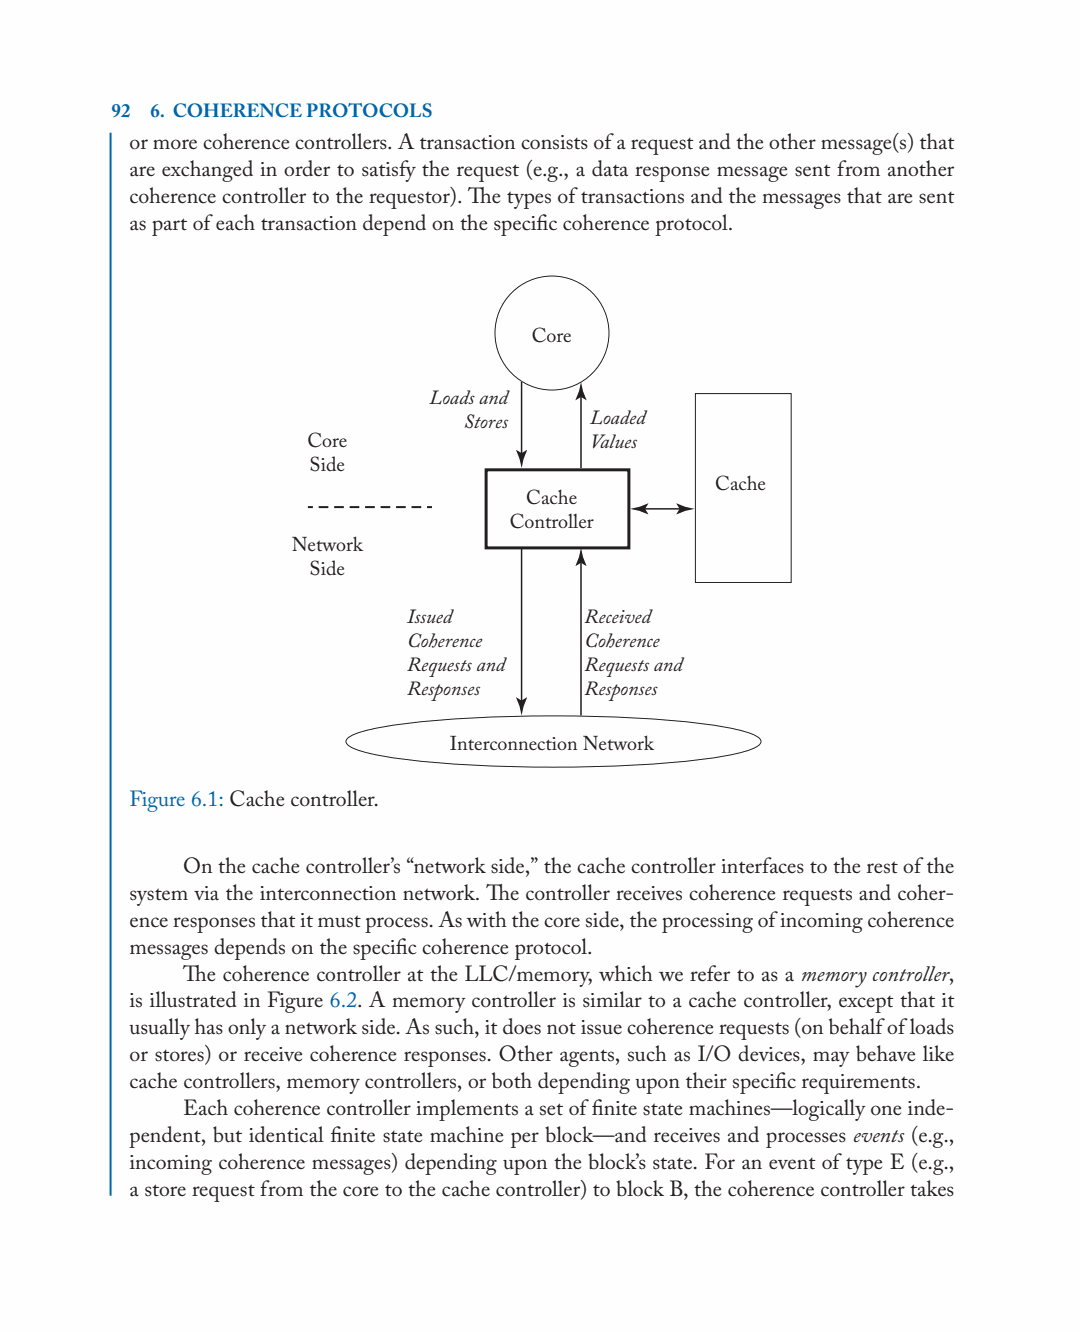 92 6. COHERENCE PROTOCOLS
or more coherence controllers. A transaction consists of a request and the other message(s) that
are exchanged in order to satisfy the request (e.g., a data response message sent from another
coherence controller to the requestor). The types of transactions and the messages that are sent
as part of each transaction depend on the specific coherence protocol.
Core
Loads and
Stores
Loaded
Values
Core
Side
Cache
Cache
Controller
Network
Side
Issued
Coherence
Requests and
Responses
Received
Coherence
Requests and
Responses
Interconnection Network
Figure 6.1: Cache controller.
On the cache controller’s “network side,” the cache controller interfaces to the rest of the
system via the interconnection network. The controller receives coherence requests and coher-
ence responses that it must process. As with the core side, the processing of incoming coherence
messages depends on the specific coherence protocol.
The coherence controller at the LLC/memory, which we refer to as a memory controller,
is illustrated in Figure 6.2. A memory controller is similar to a cache controller, except that it
usually has only a network side. As such, it does not issue coherence requests (on behalf of loads
or stores) or receive coherence responses. Other agents, such as I/O devices, may behave like
cache controllers, memory controllers, or both depending upon their specific requirements.
Each coherence controller implements a set of finite state machines—logically one inde-
pendent, but identical finite state machine per block—and receives and processes events (e.g.,
incoming coherence messages) depending upon the block’s state. For an event of type E (e.g.,
a store request from the core to the cache controller) to block B, the coherence controller takes